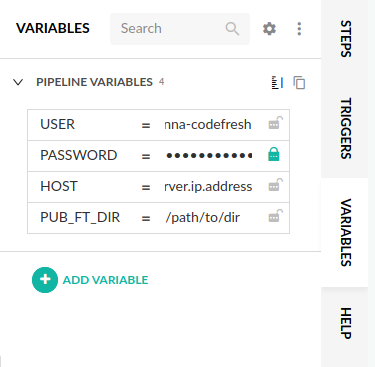 VARIABLES Search
PIPELINE VARIABLES 4
USER = nna-codefresh
PASSWORD = •••••••••••
HOST = rver.ip.address
PUB_FT_DIR = /path/to/dir
ADD VARIABLE
STEPS
TRIGGERS
VARIABLES
HELP